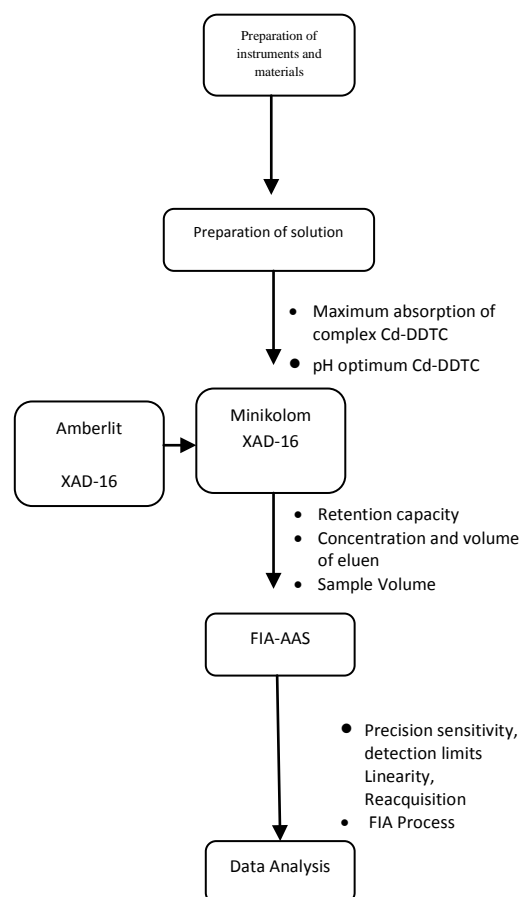 Preparation of
instruments and
materials
Preparation of solution
• Maximum absorption of
complex Cd-DDTC
• pH optimum Cd-DDTC
Amberlit
XAD-16
Minikolom
XAD-16
• Retention capacity
• Concentration and volume
of eluen
• Sample Volume
FIA-AAS
• Precision sensitivity,
detection limits
Linearity,
Reacquisition
• FIA Process
Data Analysis